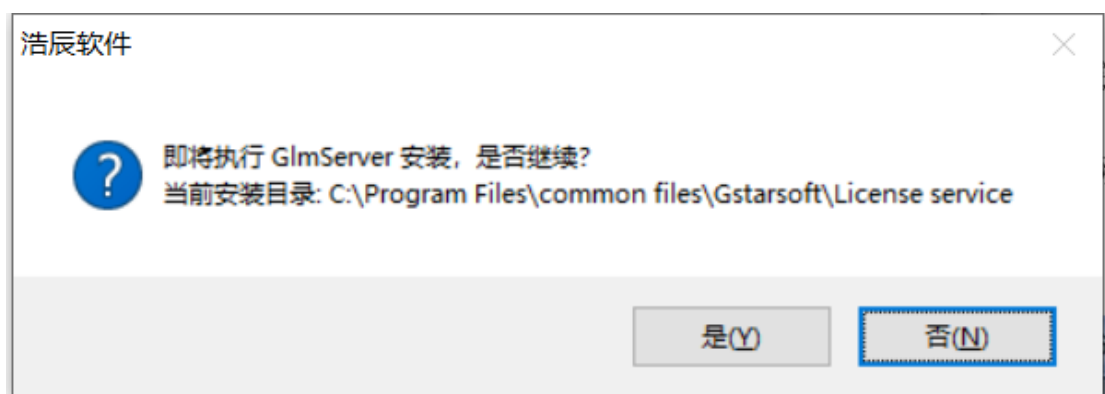 浩辰软件
?
即将执行 GlmServer 安装，是否继续?
当前安装目录: C:\Program Files\common files\Gstarsoft\License service
是(Y)
否(N)